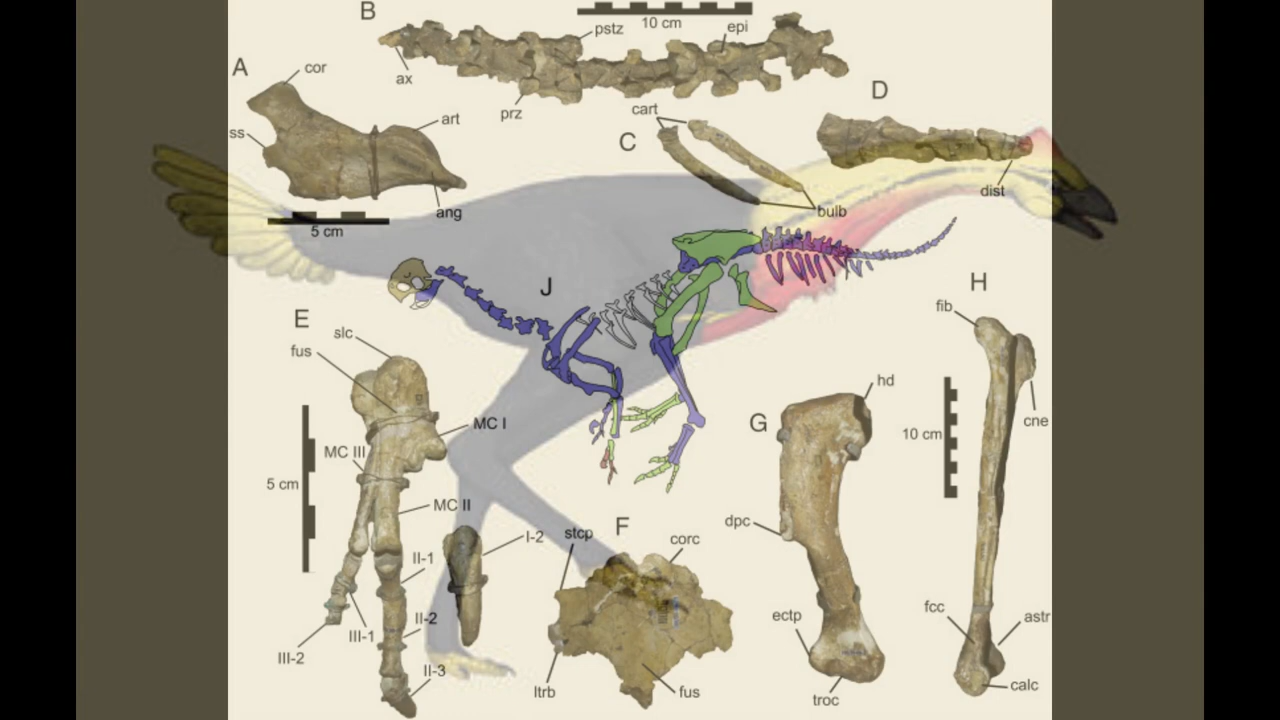 B
10 cm
pstz
epi
ax
prz
A
cor
art
ss
ang
5 cm
cart
C
bulb
D
dist
J
E
slc
fus
MC I
MC III
5 cm
MC II
I-2
II-1
II-2
III-1
III-2
II-3
F
stcp
corc
ltrb
fus
G
hd
dpc
ectp
troc
H
fib
cne
10 cm
fcc
astr
calc